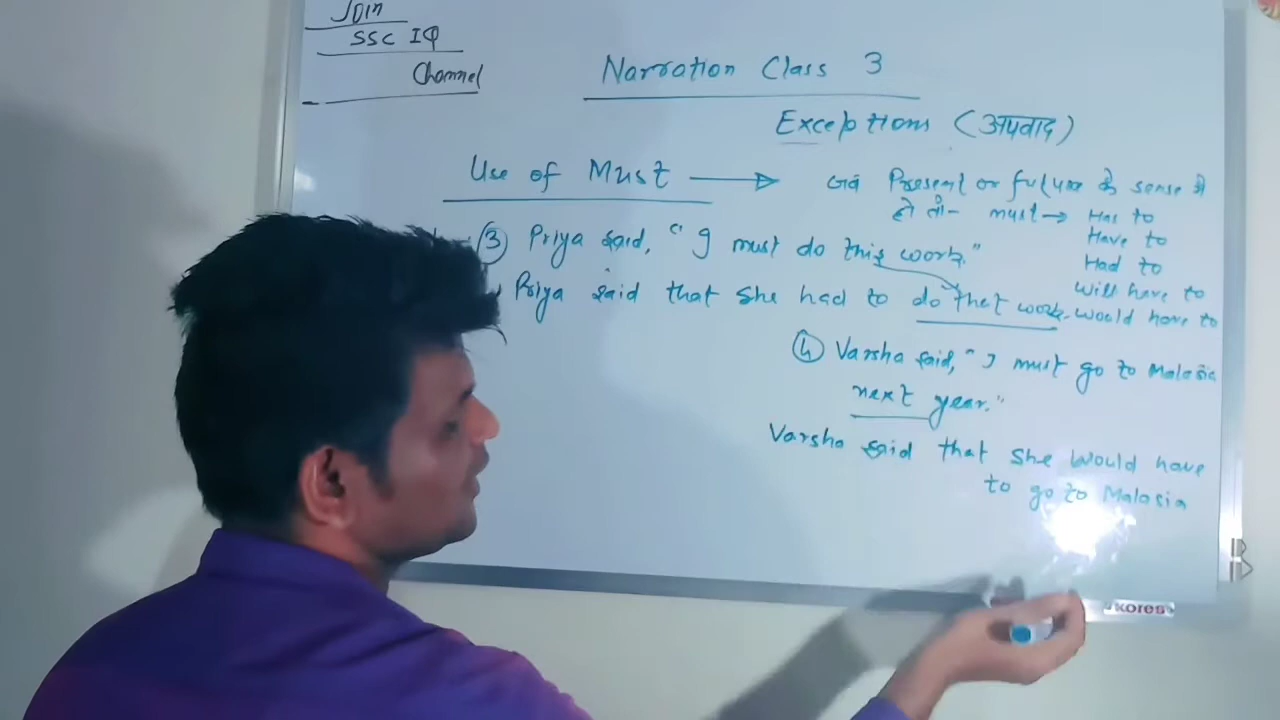 Join
SSC IQ
Channel
Narration Class 3
Exceptions (अपवाद)
Use of Must → जब Present or future के sense में
हो तो- must → Has to
Have to
Had to
Will have to
would have to
③ Priya said, "I must do this work."
Priya said that she had to do that work.
④ Varsha said, "I must go to Malasia
next year."
Varsha said that she would have
to go to Malasia
kores